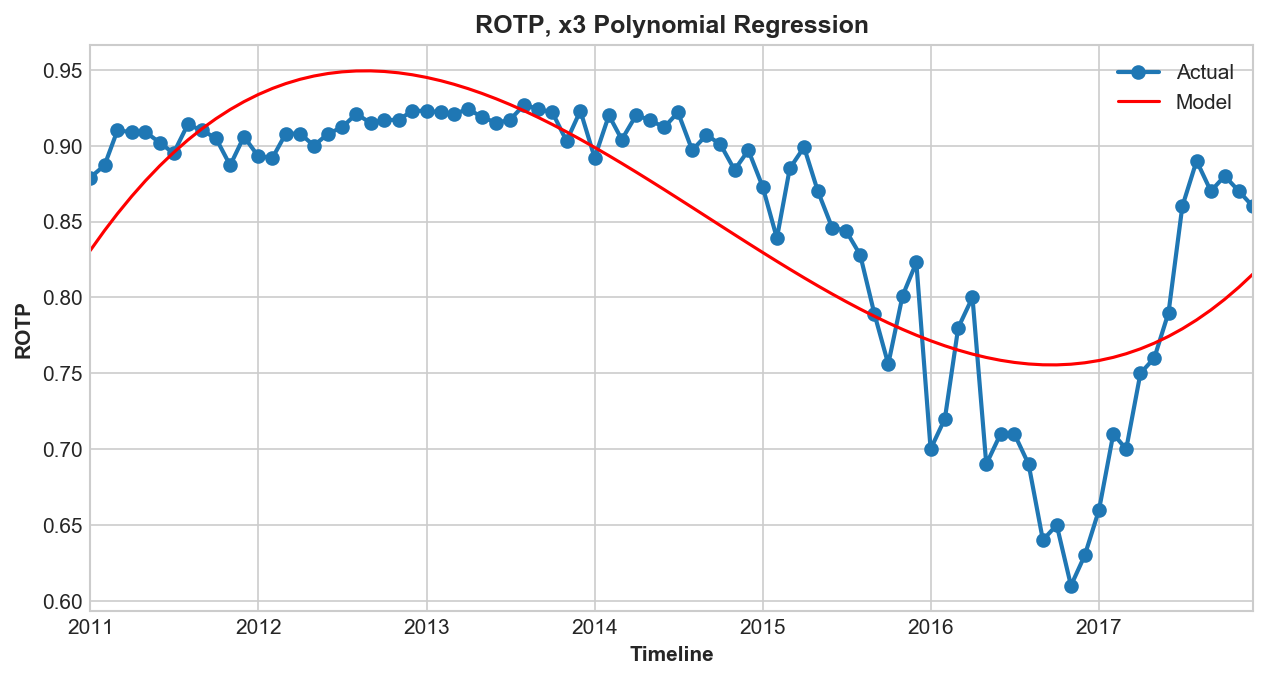 ROTP, x3 Polynomial Regression
Actual
Model
0.95
0.90
0.85
0.80
0.75
0.70
0.65
0.60
ROTP
2011 2012 2013 2014 2015 2016 2017
Timeline